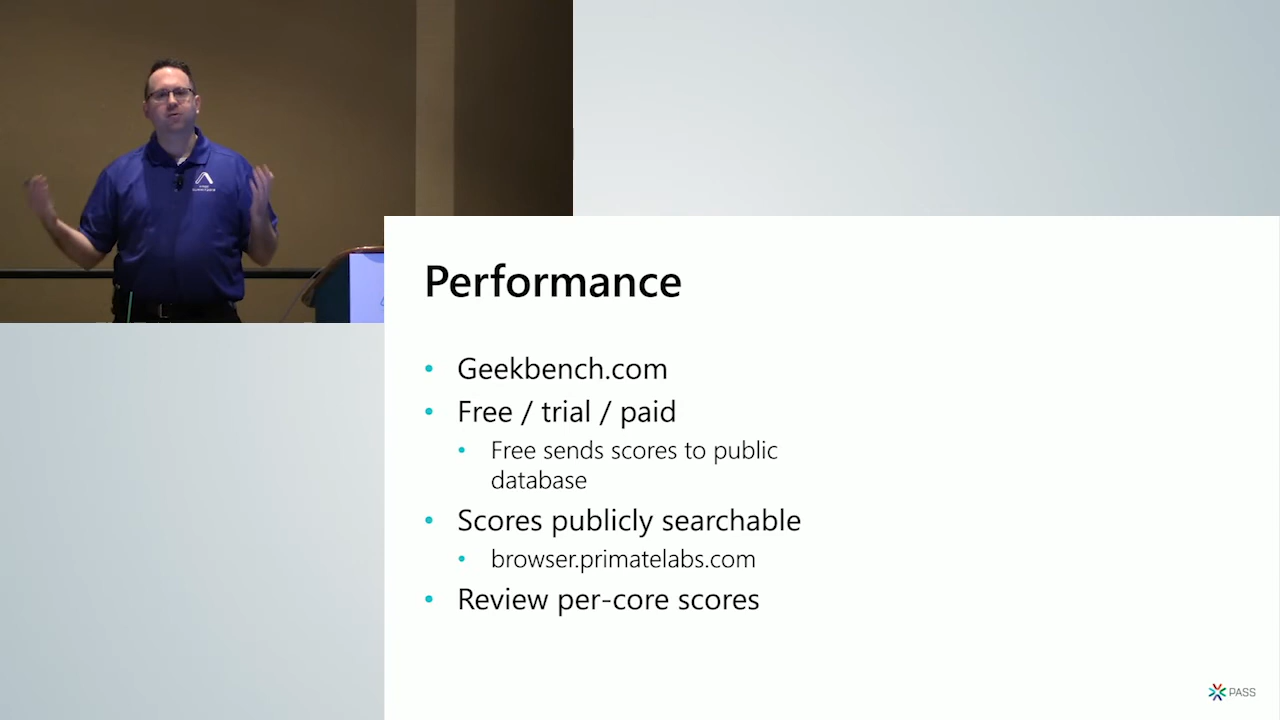 Performance
• Geekbench.com
• Free / trial / paid
• Free sends scores to public
database
• Scores publicly searchable
• browser.primatelabs.com
• Review per-core scores
PASS